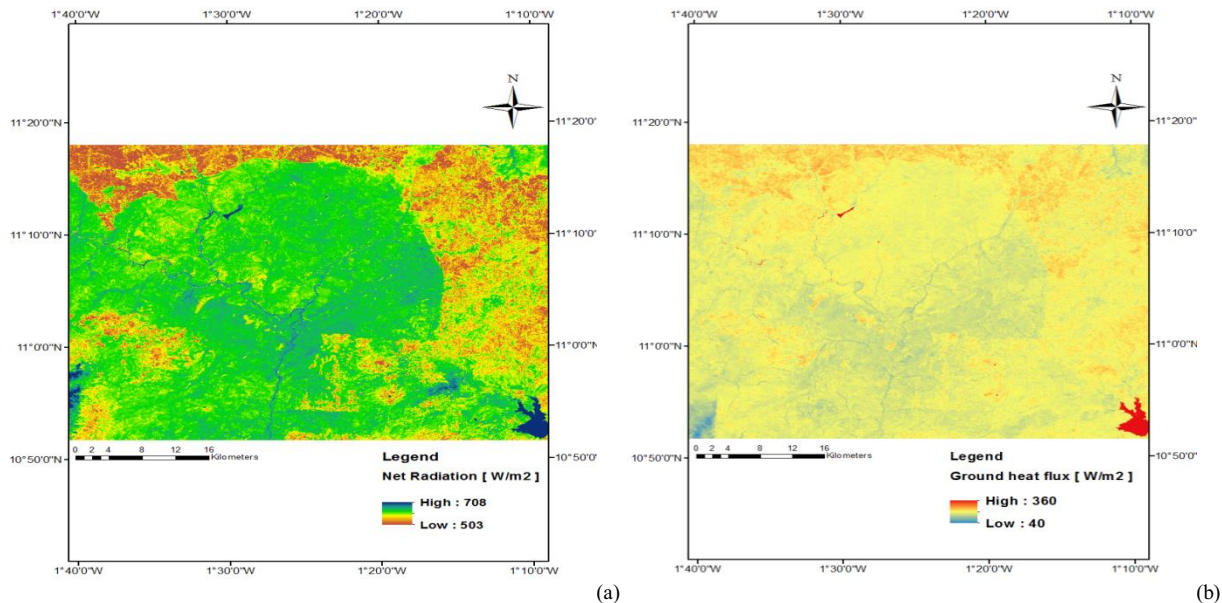 1°40'0"W 1°30'0"W 1°20'0"W 1°10'0"W
N
11°20'0"N 11°20'0"
11°10'0"N 11°10'0"N
11°0'0"N 11°0'0"N
10°50'0"N 10°50'0"
0 2 4 8 12 16
Kilometers
Legend
Net Radiation [ W/m2 ]
High : 708
Low : 503
1°40'0"W 1°30'0"W 1°20'0"W 1°10'0"W
(a)
1°40'0"W 1°30'0"W 1°20'0"W 1°10'0"W
N
11°20'0"N 11°20'0"
11°10'0"N 11°10'0"N
11°0'0"N 11°0'0"N
10°50'0"N 10°50'0"
0 2 4 8 12 16
Kilometers
Legend
Ground heat flux [ W/m2 ]
High : 360
Low : 40
1°40'0"W 1°30'0"W 1°20'0"W 1°10'0"W
(b)